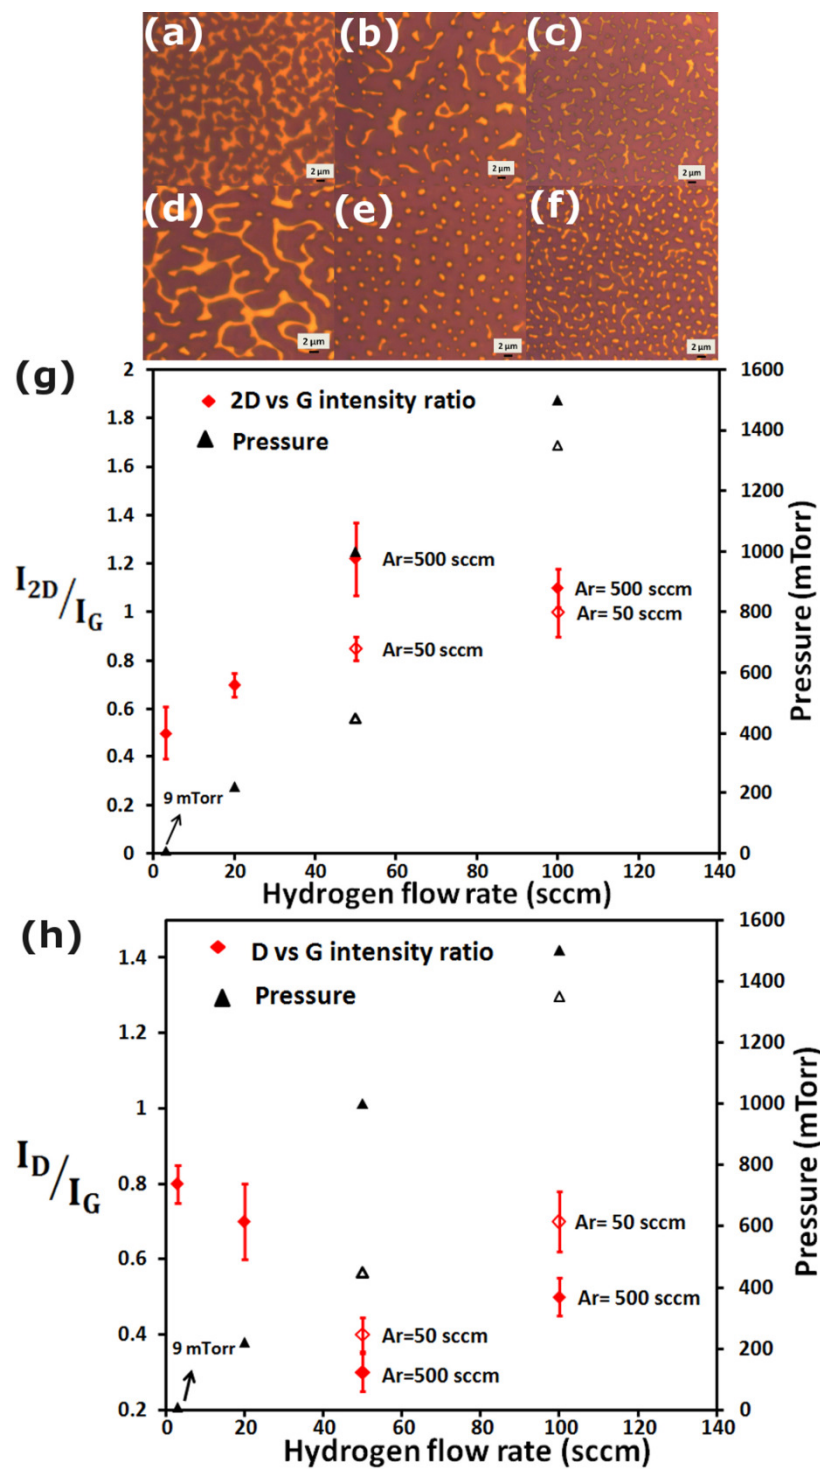 (a)
(b)
(c)
2 µm
2 µm
2 µm
(d)
(e)
(f)
2 µm
2 µm
2 µm
(g)
2
1.8
1.6
1.4
1.2
1
0.8
0.6
0.4
0.2
0
I2D/IG
2D vs G intensity ratio
Pressure
Ar=500 sccm
Ar= 500 sccm
Ar= 50 sccm
Ar=50 sccm
9 mTorr
1600
1400
1200
1000
800
600
400
200
0
Pressure (mTorr)
0 20 40 60 80 100 120 140
Hydrogen flow rate (sccm)
(h)
1.4
1.2
1
0.8
0.6
0.4
0.2
ID/IG
D vs G intensity ratio
Pressure
Ar= 50 sccm
Ar= 500 sccm
Ar=50 sccm
Ar=500 sccm
9 mTorr
1600
1400
1200
1000
800
600
400
200
0
Pressure (mTorr)
0 20 40 60 80 100 120 140
Hydrogen flow rate (sccm)